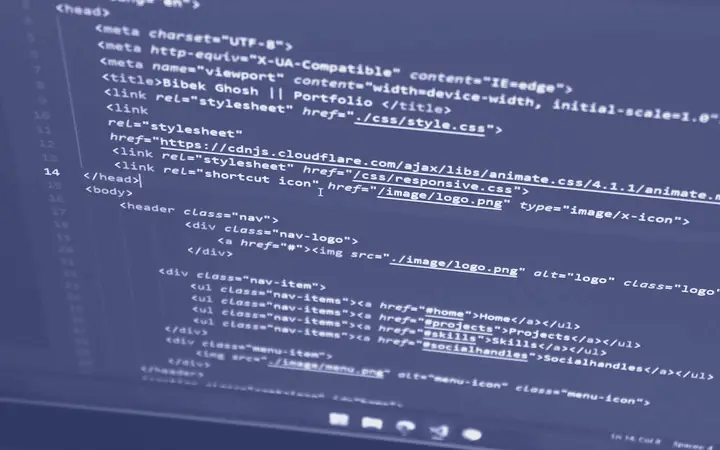 <head>
<meta charset="UTF-8">
<meta http-equiv="X-UA-Compatible" content="IE=edge">
<meta name="viewport" content="width=device-width, initial-scale=1.0"
<title>Bibek Ghosh || Portfolio </title>
<link rel="stylesheet" href="./css/style.css">
<link
rel="stylesheet"
href="https://cdnjs.cloudflare.com/ajax/libs/animate.css/4.1.1/animate.m
<link rel="stylesheet" href="/css/responsive.css">
<link rel="shortcut icon" href="/image/logo.png" type="image/x-icon">
14 </head>
<body>
<header class="nav">
<div class="nav-logo">
<a href="#"><img src="./image/logo.png" alt="logo" class="logo"
</div>
<div class="nav-item">
<ul class="nav-items"><a href="#home">Home</a></ul>
<ul class="nav-items"><a href="#projects">Projects</a></ul>
<ul class="nav-items"><a href="#skills">Skills</a></ul>
<ul class="nav-items"><a href="#socialhandles">Socialhandles</a></ul>
</div>
<div class="menu-item">
<img src="./image/menu.png" alt="menu-icon" class="menu-icon">
</div>
</header>
Ln 14, Col 8